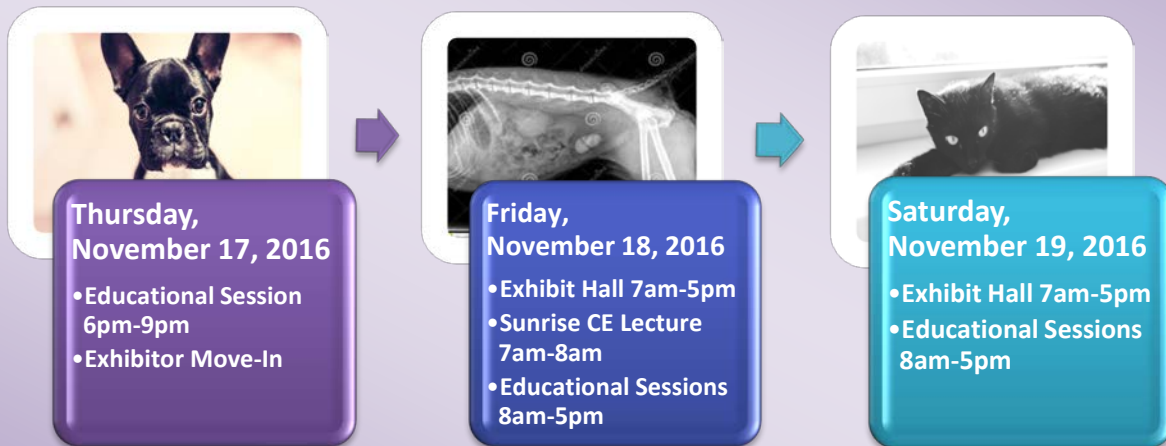 Thursday,
November 17, 2016
•Educational Session
6pm-9pm
•Exhibitor Move-In
Friday,
November 18, 2016
•Exhibit Hall 7am-5pm
•Sunrise CE Lecture
7am-8am
•Educational Sessions
8am-5pm
Saturday,
November 19, 2016
•Exhibit Hall 7am-5pm
•Educational Sessions
8am-5pm